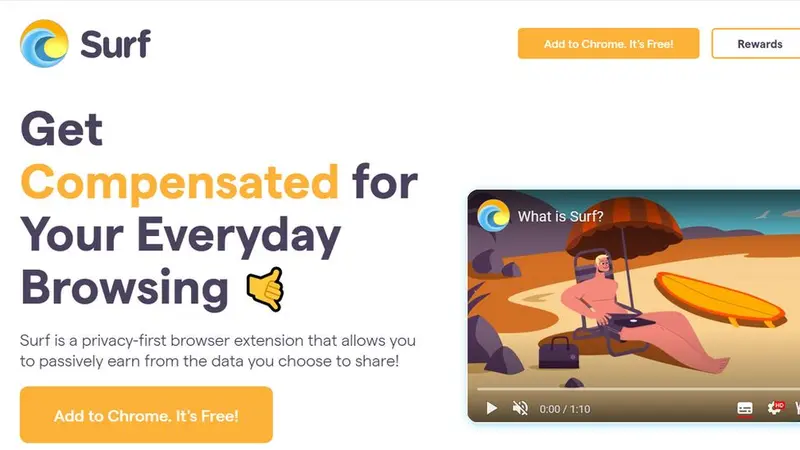 Surf
Add to Chrome. It's Free!
Rewards
Get
Compensated for
Your Everyday
Browsing 🤙
Surf is a privacy-first browser extension that allows you
to passively earn from the data you choose to share!
Add to Chrome. It's Free!
What is Surf?
0:00 / 1:10
HD